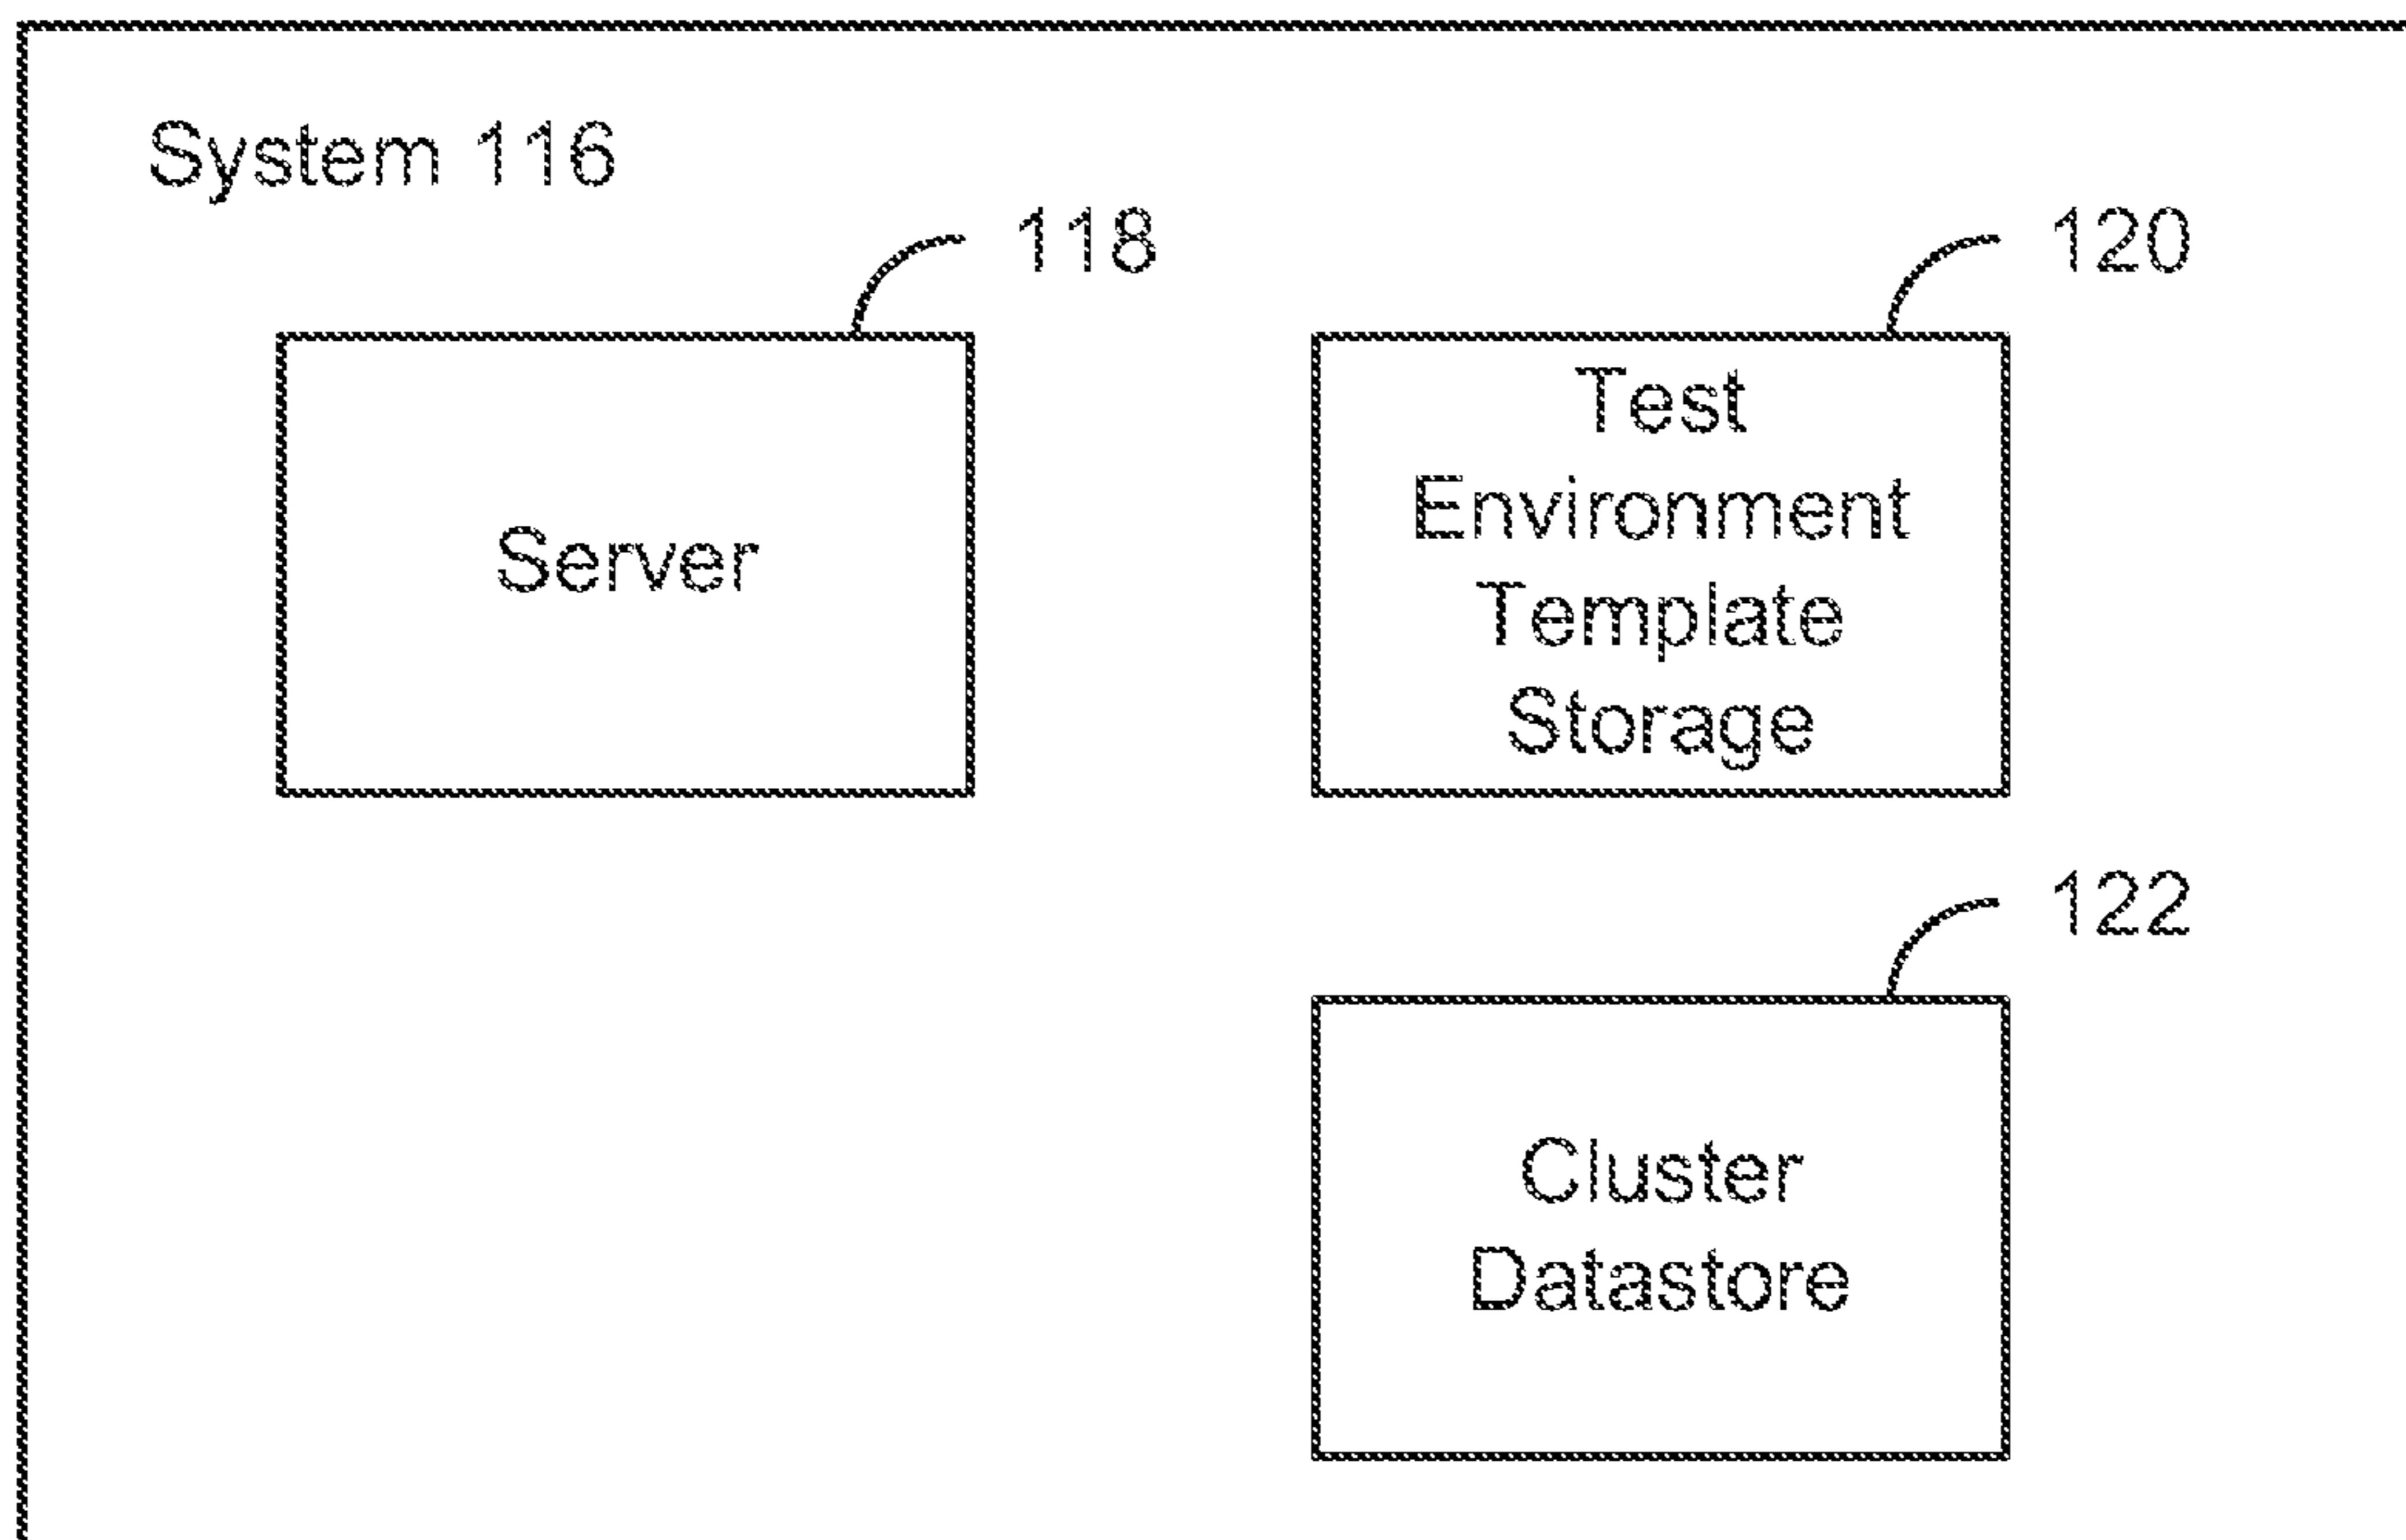 System 116
118
120
Server
Test
Environment
Template
Storage
122
Cluster
Datastore